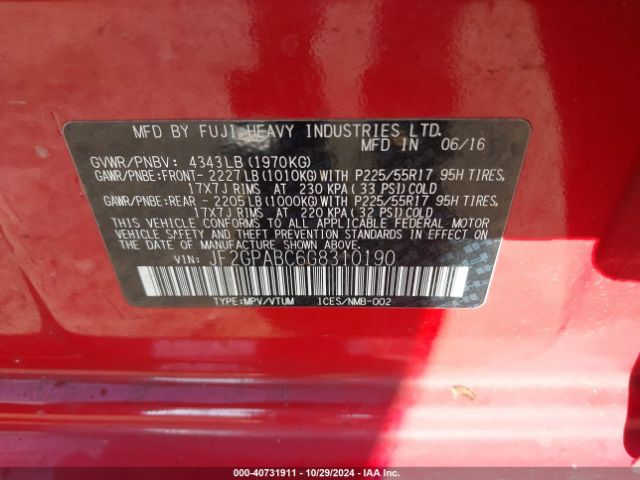 MFD BY FUJI HEAVY INDUSTRIES LTD.
MFD IN 06/16
GVWR/PNBV : 4343LB (1970KG)
GAWR/PNBE:FRONT- 2227LB (1010KG) WITH P225/55R17 95H TIRES,
17X7J RIMS AT 230 KPA (33 PSI) COLD
GAWR/PNBE:REAR - 2205LB (1000KG) WITH P225/55R17 95H TIRES,
17X7J RIMS AT 220 KPA (32 PSI) COLD
THIS VEHICLE CONFORMS TO ALL APPLICABLE FEDERAL MOTOR
VEHICLE SAFETY AND THEFT PREVENTION STANDARDS IN EFFECT
ON THE DATE OF MANUFACTURE SHOWN ABOVE.
VIN: JF2GPABC6G8310190
TYPE:MPV/VTUM ICES/NMB-002
STOCK#: 40731911 • 10/29/2024 • IAA, INC